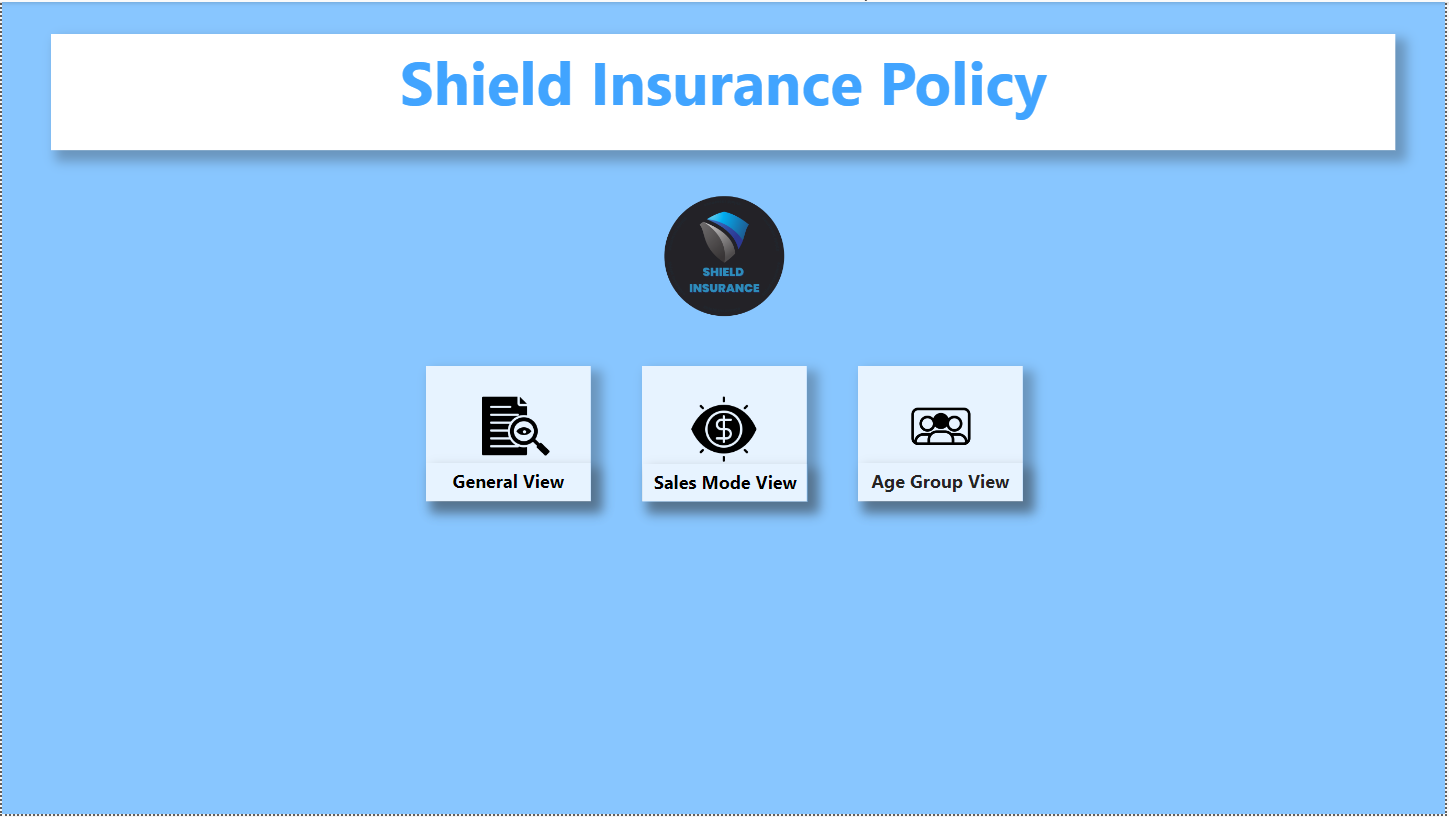 Shield Insurance Policy
SHIELD
INSURANCE
General View
Sales Mode View
Age Group View